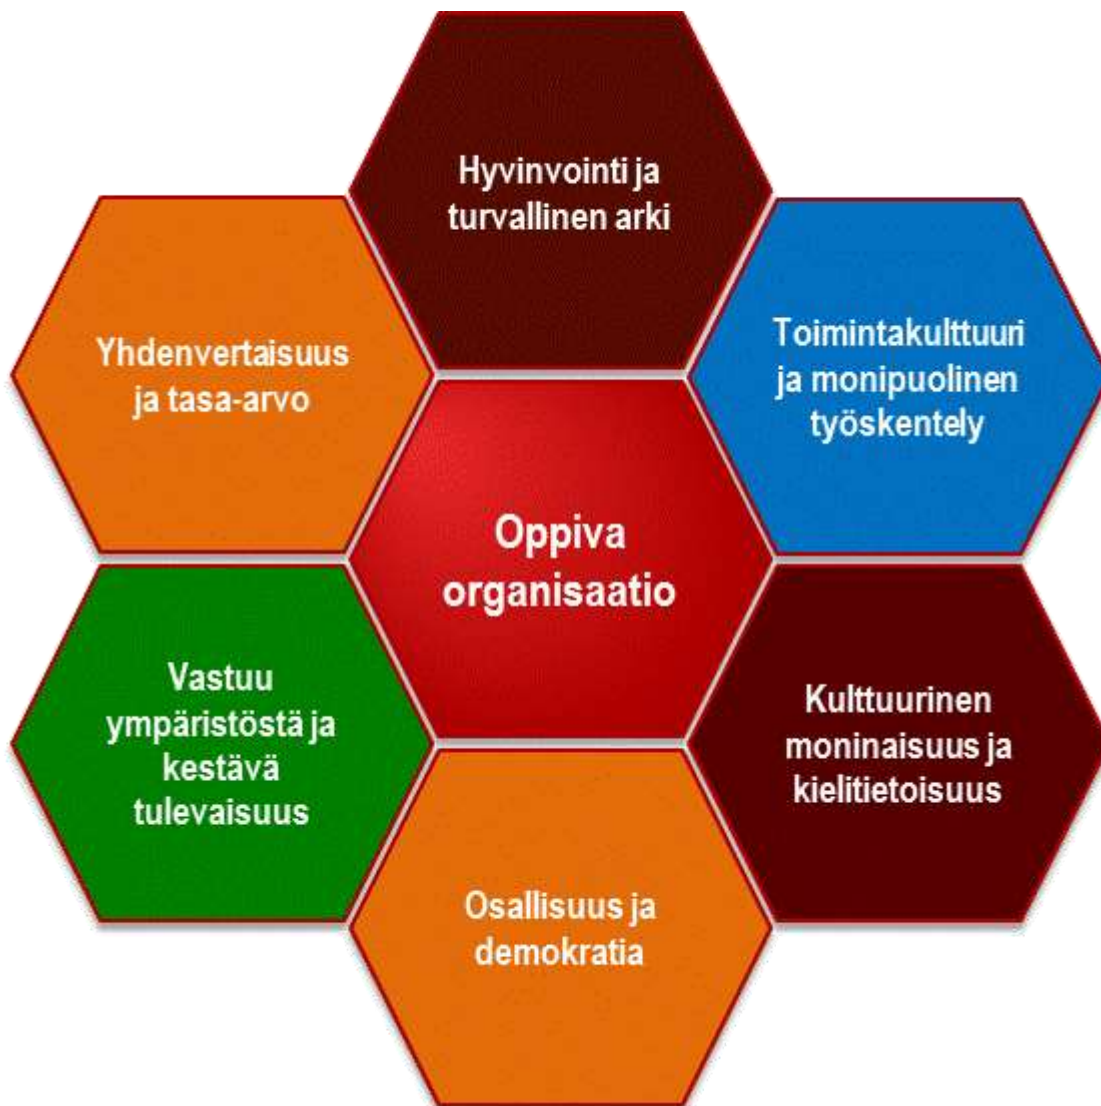 Hyvinvointi ja
turvallinen arki
Yhdenvertaisuus
ja tasa-arvo
Toimintakulttuuri
ja monipuolinen
työskentely
Oppiva
organisaatio
Vastuu
ympäristöstä ja
kestävä
tulevaisuus
Kulttuurinen
moninaisuus ja
kielitietoisuus
Osallisuus ja
demokratia